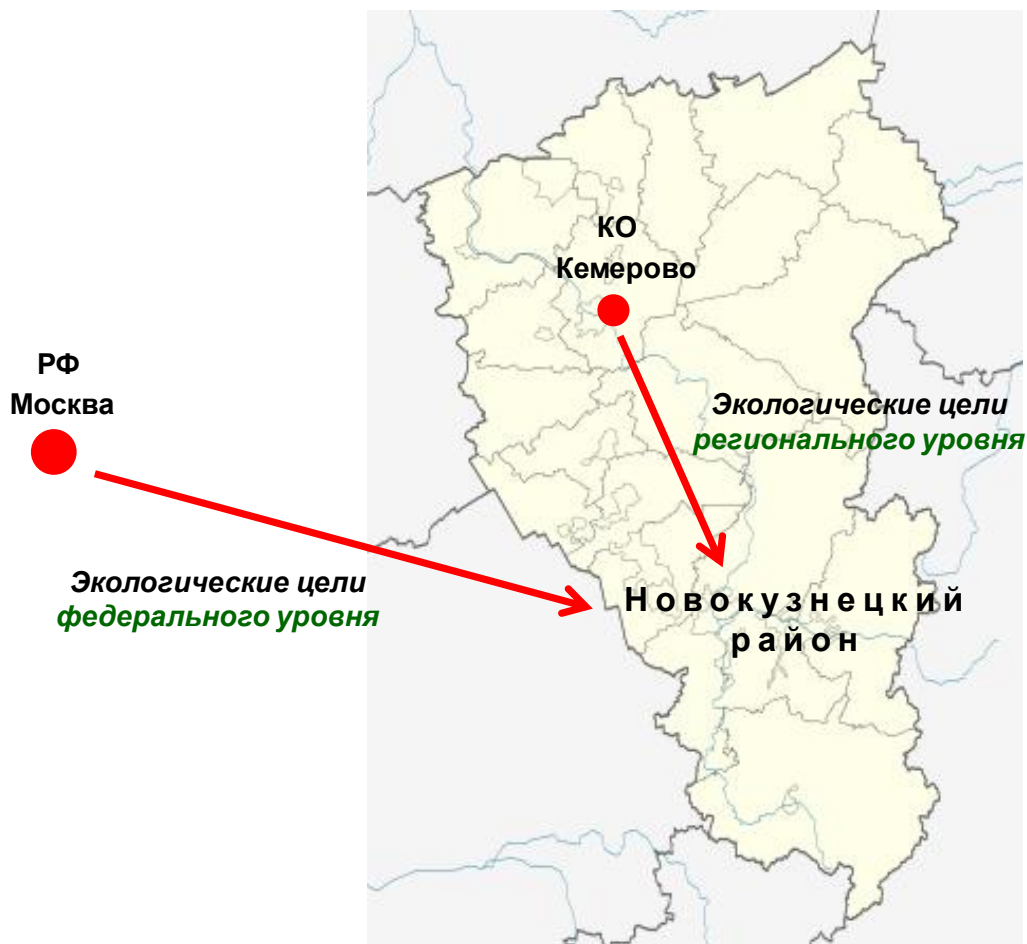 КО
Кемерово
РФ
Москва
Экологические цели
регионального уровня
Экологические цели
федерального уровня
Новокузнецкий
район